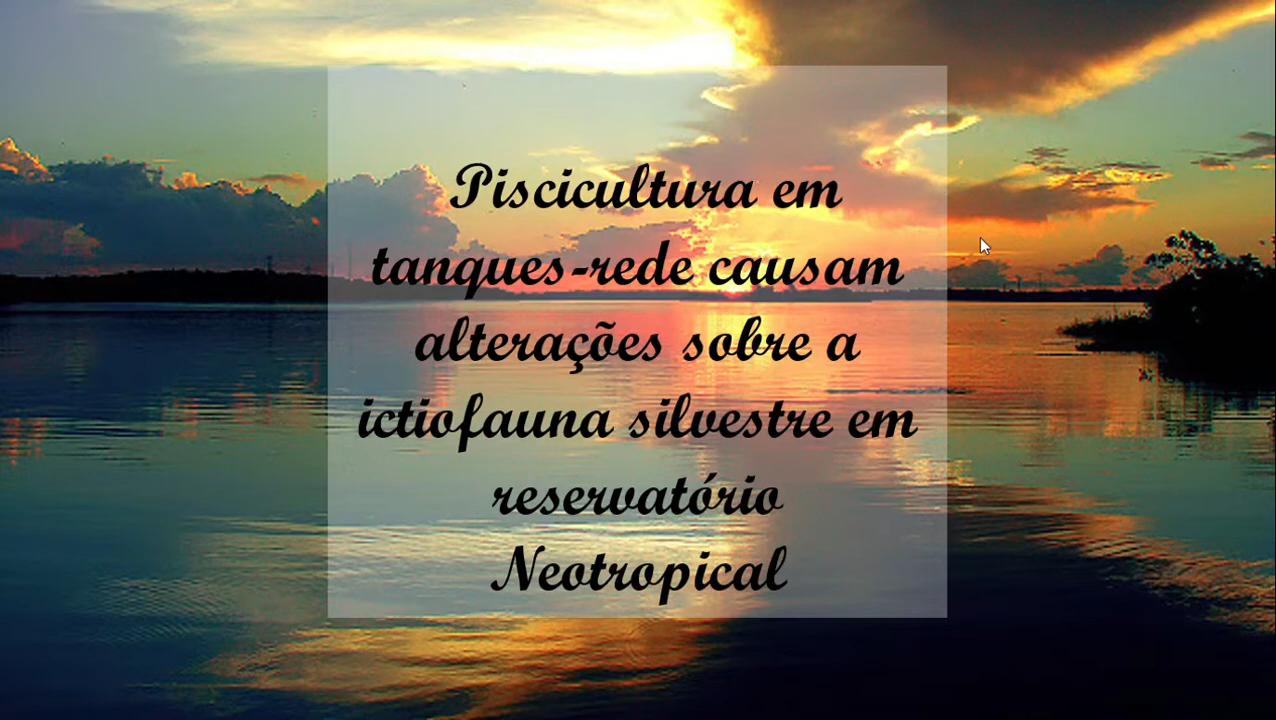 Piscicultura em
tanques-rede causam
alterações sobre a
ictiofauna silvestre em
reservatório
Neotropical